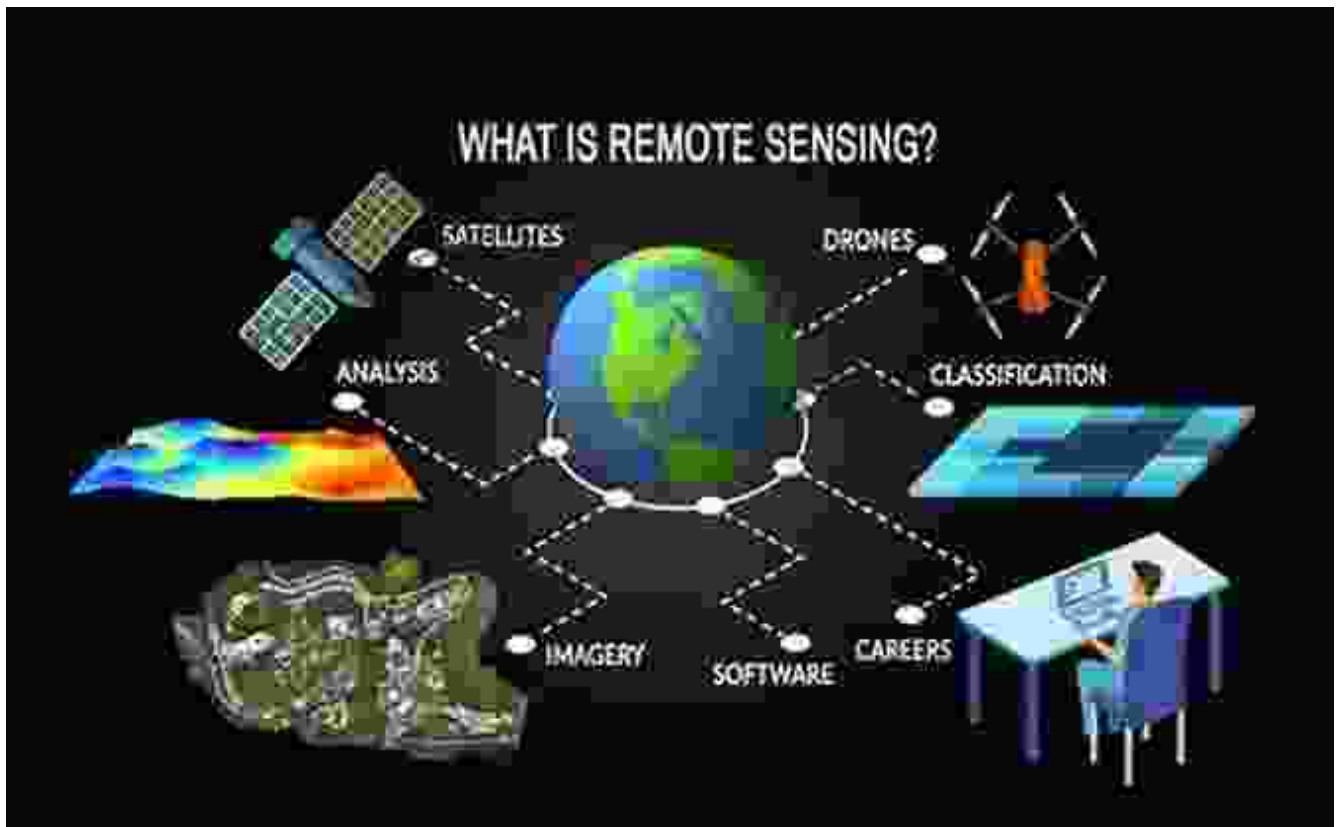 WHAT IS REMOTE SENSING?
SATELLITES
DRONES
ANALYSIS
CLASSIFICATION
IMAGERY
SOFTWARE
CAREERS